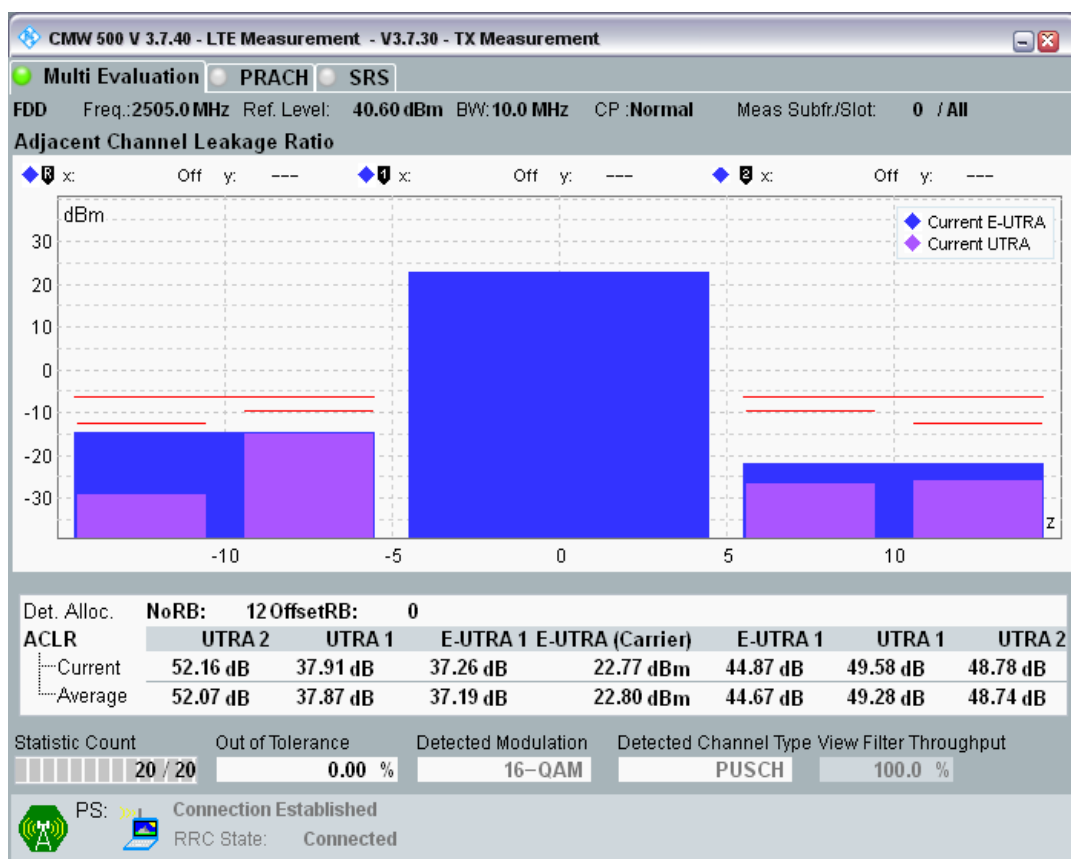 CMW 500 V 3.7.40 - LTE Measurement - V3.7.30 - TX Measurement
Multi Evaluation PRACH SRS
FDD Freq.:2505.0 MHz Ref. Level: 40.60 dBm BW:10.0 MHz CP :Normal Meas Subfr./Slot: 0 / All
Adjacent Channel Leakage Ratio
R x: Off y: --- 1 x: Off y: --- 2 x: Off y: ---
dBm
Current E-UTRA
Current UTRA
30
20
10
0
-10
-20
-30
z
-10 -5 0 5 10
Det. Alloc. NoRB: 12 OffsetRB: 0
ACLR UTRA 2 UTRA 1 E-UTRA 1 E-UTRA (Carrier) E-UTRA 1 UTRA 1 UTRA 2
Current 52.16 dB 37.91 dB 37.26 dB 22.77 dBm 44.87 dB 49.58 dB 48.78 dB
Average 52.07 dB 37.87 dB 37.19 dB 22.80 dBm 44.67 dB 49.28 dB 48.74 dB
Statistic Count Out of Tolerance Detected Modulation Detected Channel Type View Filter Throughput
20 / 20 0.00 % 16-QAM PUSCH 100.0 %
PS: Connection Established
RRC State: Connected